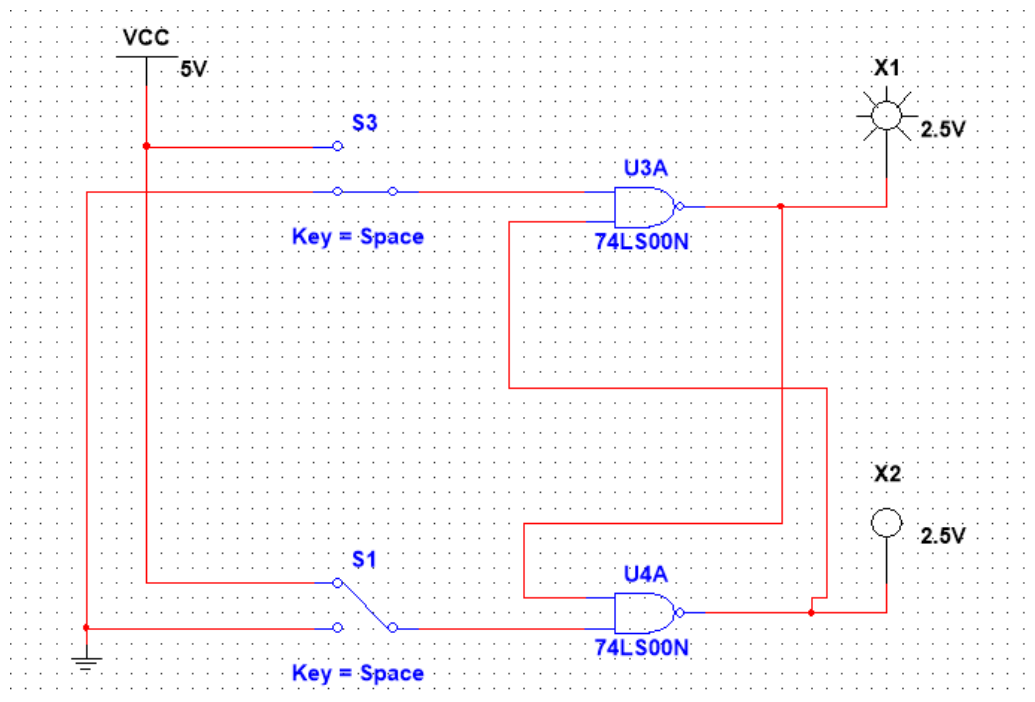 VCC
5V
X1
2.5V
S3
U3A
Key = Space
74LS00N
X2
2.5V
S1
U4A
74LS00N
Key = Space